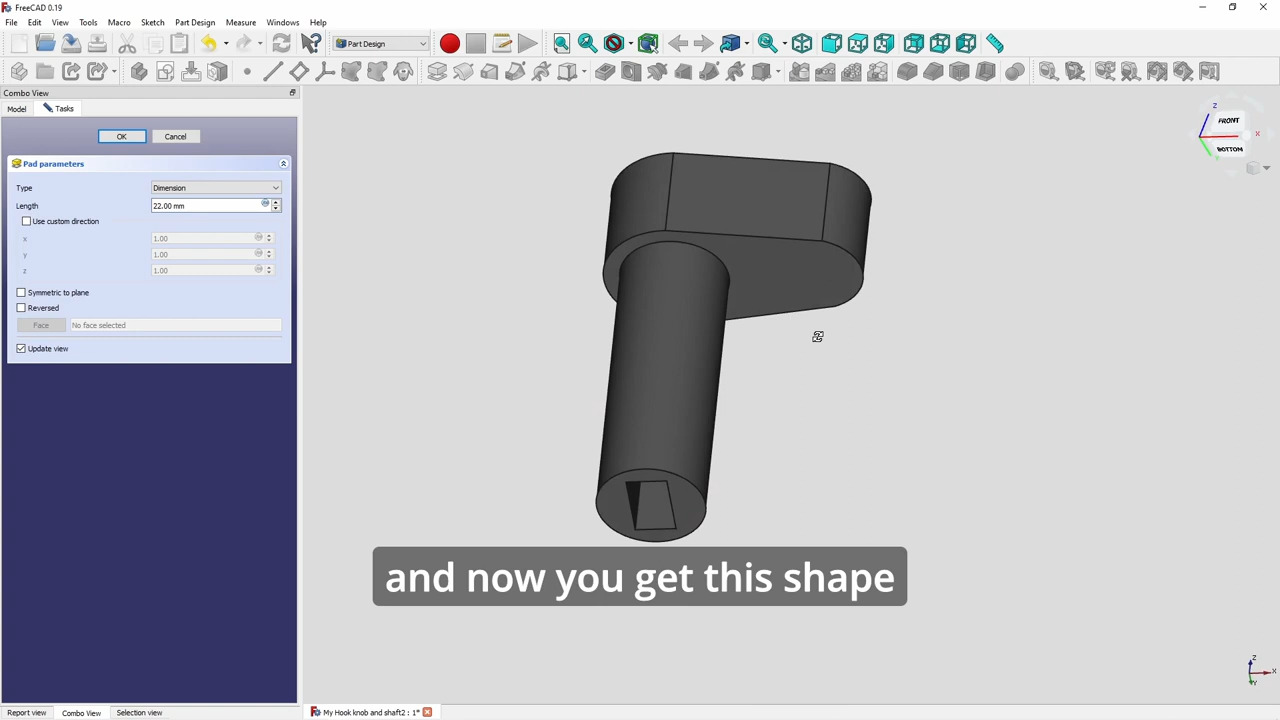 FreeCAD 0.19
File Edit View Tools Macro Sketch Part Design Measure Windows Help
Part Design
Combo View
Model Tasks
OK Cancel
Pad parameters
Type Dimension
Length 22.00 mm
Use custom direction
x 1.00
y 1.00
z 1.00
Symmetric to plane
Reversed
Face No face selected
Update view
Z
FRONT
X
BOTTOM
and now you get this shape
Z
X
Y
Report view Combo View Selection view My Hook knob and shaft2 : 1*